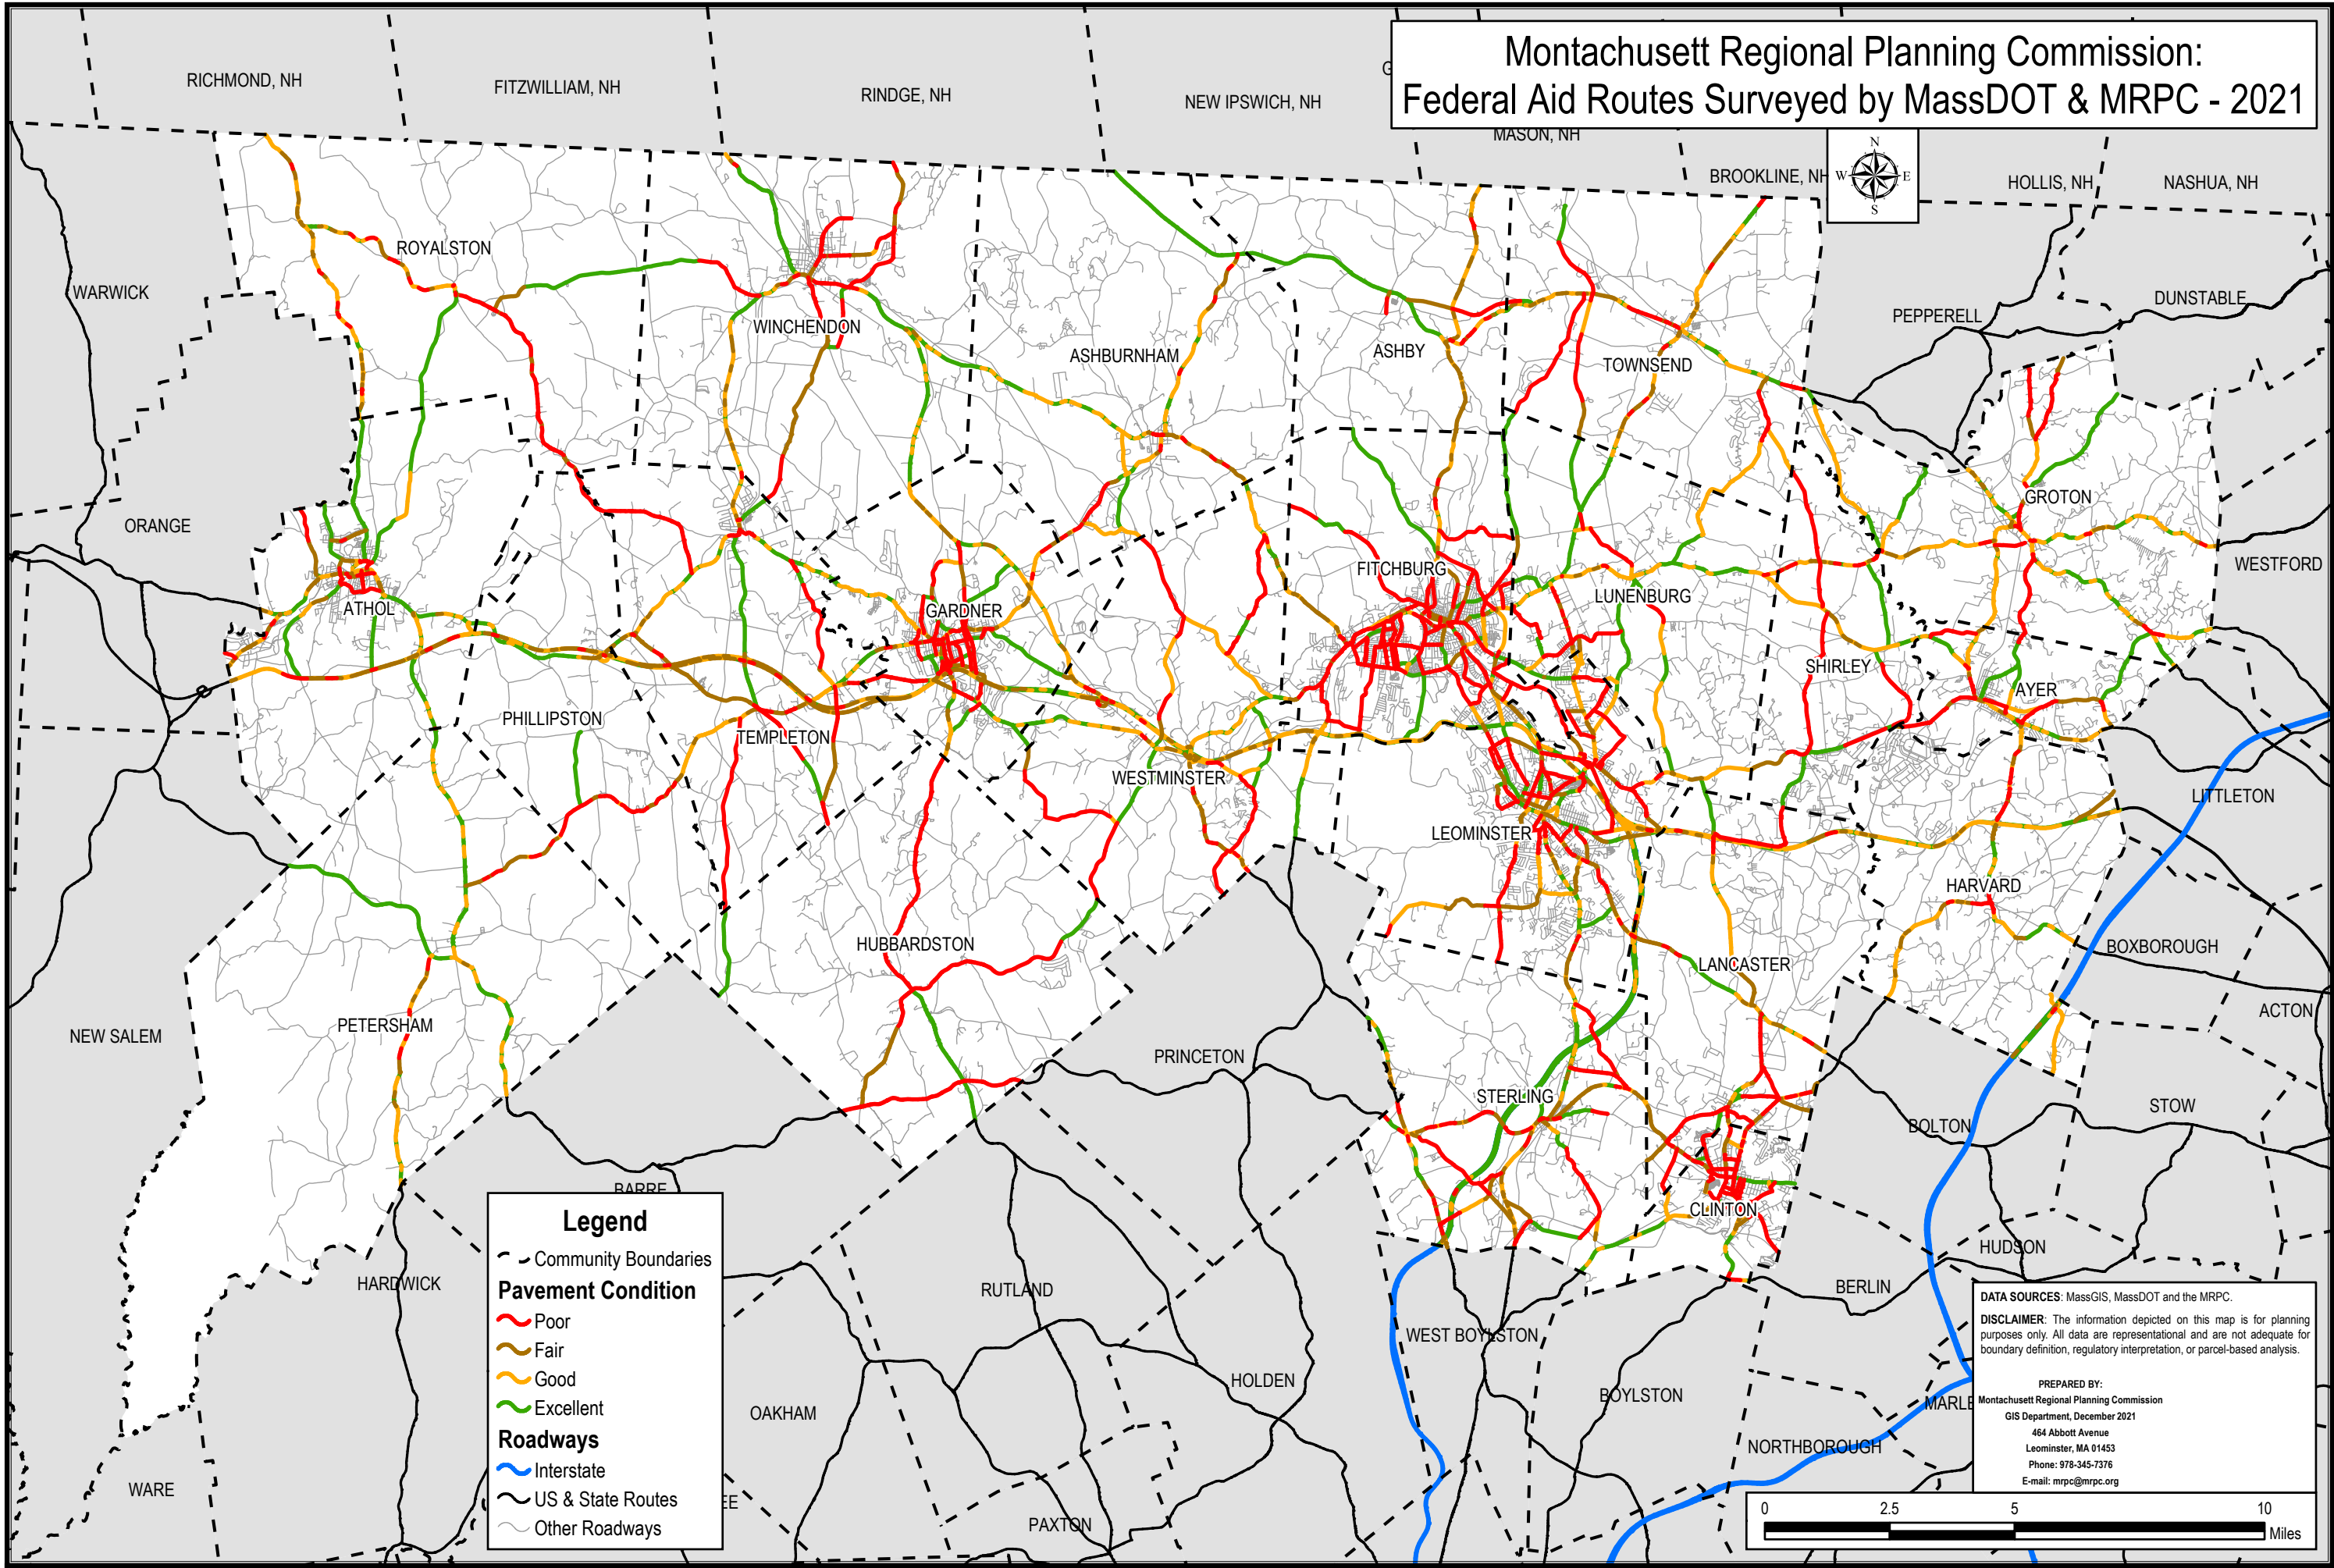 Montachusett Regional Planning Commission:
Federal Aid Routes Surveyed by MassDOT & MRPC - 2021
RICHMOND, NH
FITZWILLIAM, NH
RINDGE, NH
NEW IPSWICH, NH
G
MASON, NH
BROOKLINE, NH
HOLLIS, NH
NASHUA, NH
N
W
E
S
ROYALSTON
WARWICK
WINCHENDON
ASHBURNHAM
ASHBY
TOWNSEND
PEPPERELL
DUNSTABLE
ORANGE
GROTON
WESTFORD
ATHOL
GARDNER
FITCHBURG
LUNENBURG
SHIRLEY
AYER
PHILLIPSTON
TEMPLETON
WESTMINSTER
LEOMINSTER
LITTLETON
HARVARD
HUBBARDSTON
LANCASTER
BOXBOROUGH
PETERSHAM
NEW SALEM
ACTON
PRINCETON
STERLING
STOW
BOLTON
BARRE
CLINTON
HUDSON
HARDWICK
RUTLAND
BERLIN
WEST BOYLSTON
HOLDEN
BOYLSTON
MARLB
OAKHAM
NORTHBOROUGH
WARE
EE
PAXTON
Legend
Community Boundaries
Pavement Condition
Poor
Fair
Good
Excellent
Roadways
Interstate
US & State Routes
Other Roadways
DATA SOURCES: MassGIS, MassDOT and the MRPC.
DISCLAIMER: The information depicted on this map is for planning
purposes only. All data are representational and are not adequate for
boundary definition, regulatory interpretation, or parcel-based analysis.
PREPARED BY:
Montachusett Regional Planning Commission
GIS Department, December 2021
464 Abbott Avenue
Leominster, MA 01453
Phone: 978-345-7376
E-mail: mrpc@mrpc.org
0 2.5 5 10
Miles